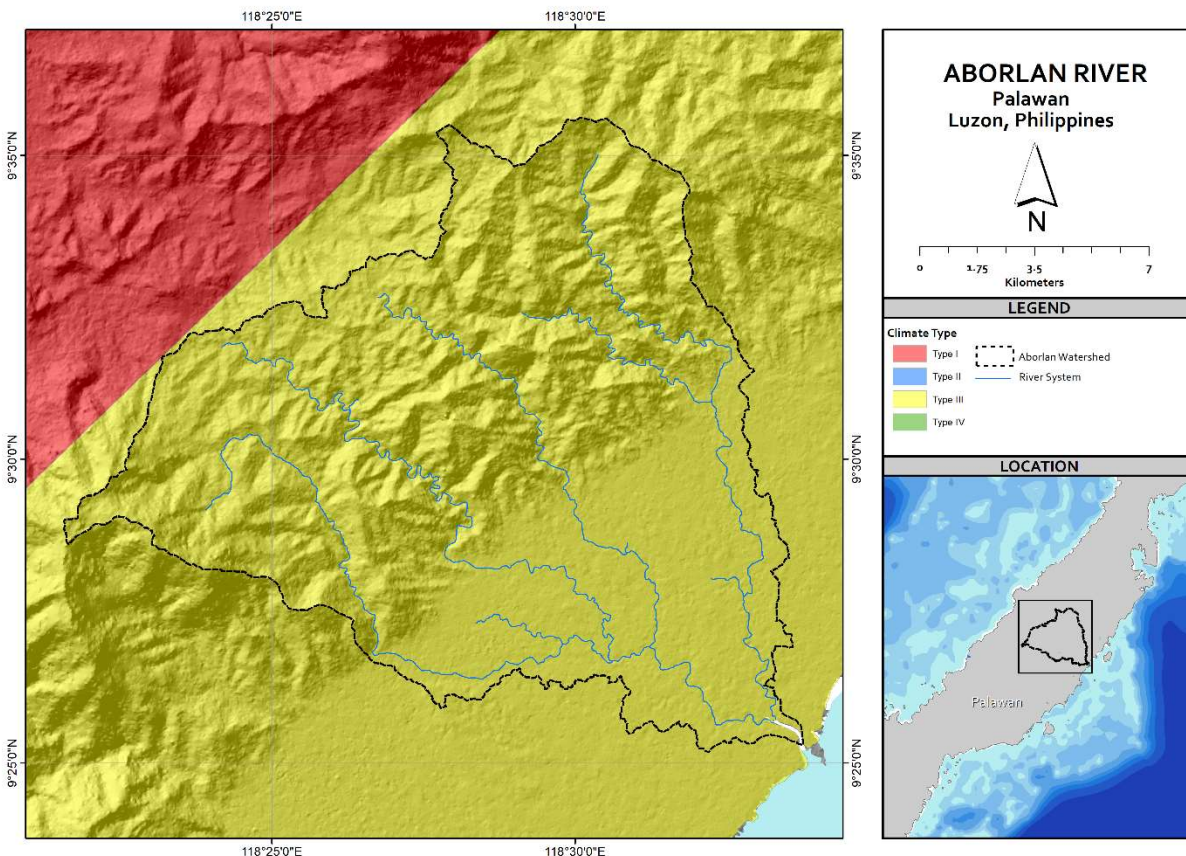 118°25'0"E
118°30'0"E
9°35'0"N
9°35'0"N
9°30'0"N
9°30'0"N
9°25'0"N
9°25'0"N
118°25'0"E
118°30'0"E
ABORLAN RIVER
Palawan
Luzon, Philippines
N
0 1.75 3.5 7
Kilometers
LEGEND
Climate Type
Type I
Type II
Type III
Type IV
Aborlan Watershed
River System
LOCATION
Palawan